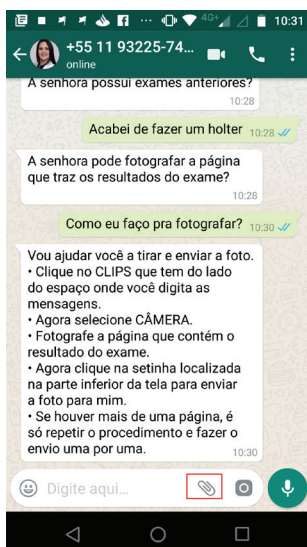 4G+ 10:31
+55 11 93225-74...
online
A senhora possui exames anteriores?
10:28
Acabei de fazer um holter 10:28
A senhora pode fotografar a página
que traz os resultados do exame?
10:28
Como eu faço pra fotografar? 10:30
Vou ajudar você a tirar e enviar a foto.
• Clique no CLIPS que tem do lado
do espaço onde você digita as
mensagens.
• Agora selecione CÂMERA.
• Fotografe a página que contém o
resultado do exame.
• Agora clique na setinha localizada
na parte inferior da tela para enviar
a foto para mim.
• Se houver mais de uma página, é
só repetir o procedimento e fazer o
envio uma por uma.
10:30
Digite aqui...